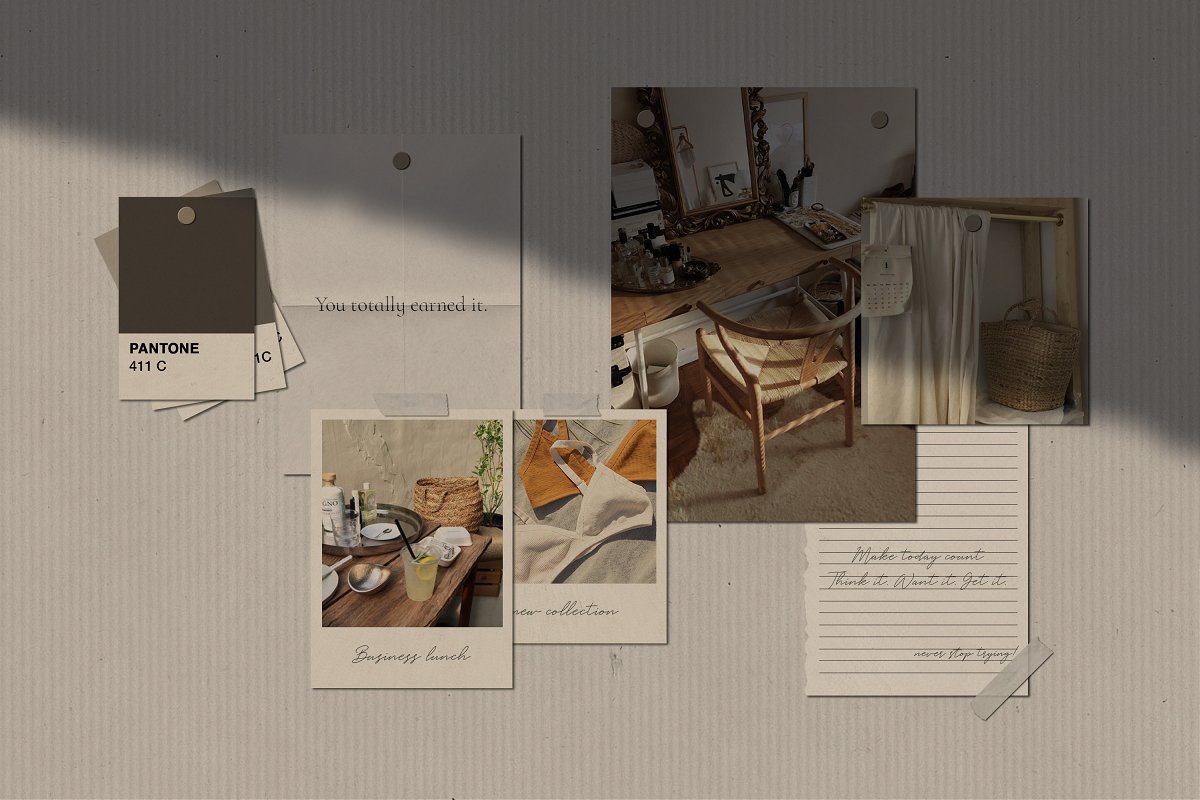 PANTONE
411 C
1C
You totally earned it.
Business lunch
new collection
Make today count
Think it. Want it. Get it.
never stop trying!